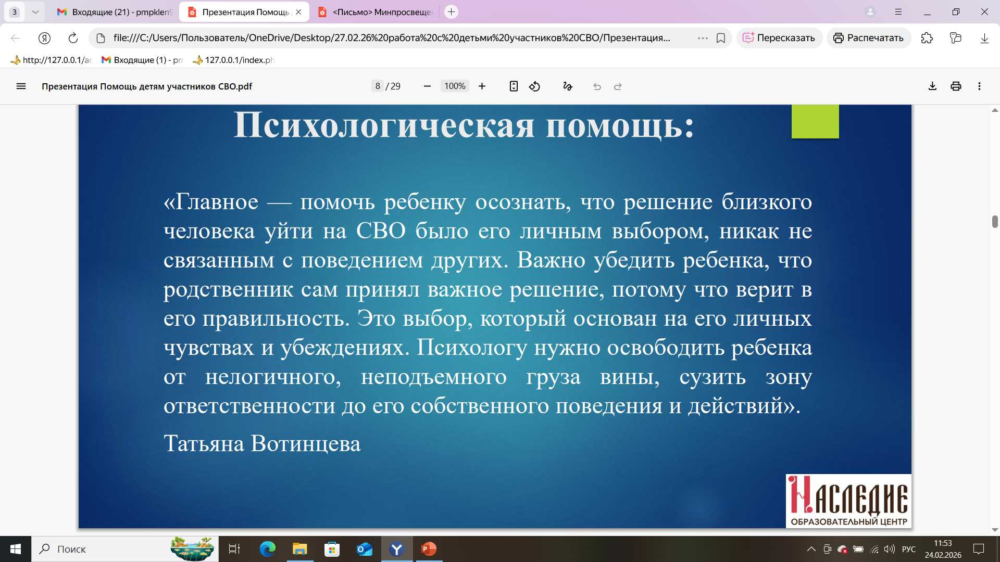 3
Входящие (21) - pmpklen
Презентация Помощь
<Письмо> Минпросвеще
file:///C:/Users/Пользователь/OneDrive/Desktop/27.02.26%20работа%20с%20детьми%20участников%20СВО/Презентация...
Пересказать
Распечатать
http://127.0.0.1/ac
Входящие (1) - pm
127.0.0.1/index.ph
Презентация Помощь детям участников СВО.pdf
8 / 29
100%
Психологическая помощь:
«Главное — помочь ребенку осознать, что решение близкого
человека уйти на СВО было его личным выбором, никак не
связанным с поведением других. Важно убедить ребенка, что
родственник сам принял важное решение, потому что верит в
его правильность. Это выбор, который основан на его личных
чувствах и убеждениях. Психологу нужно освободить ребенка
от нелогичного, неподъемного груза вины, сузить зону
ответственности до его собственного поведения и действий».
Татьяна Вотинцева
НАСЛЕДИЕ
ОБРАЗОВАТЕЛЬНЫЙ ЦЕНТР
Поиск
РУС
11:53
24.02.2026